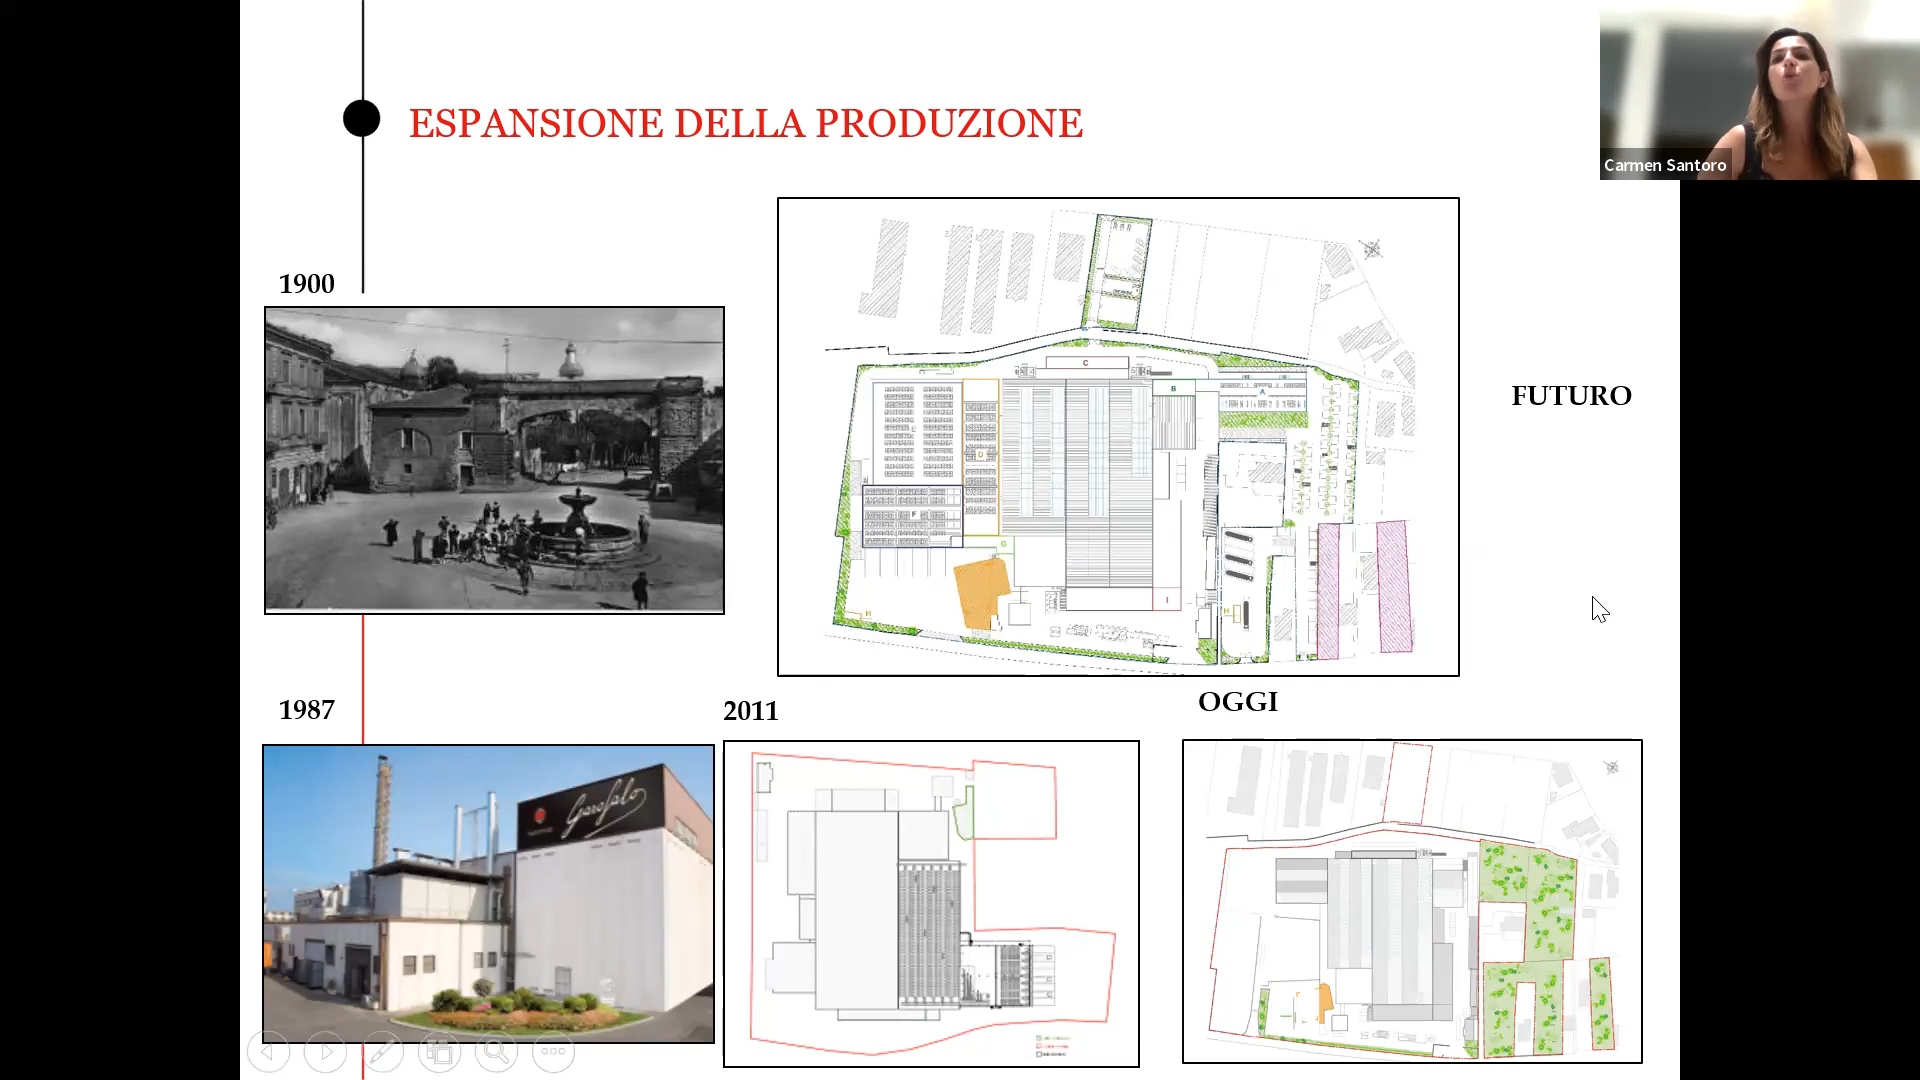 ESPANSIONE DELLA PRODUZIONE
Carmen Santoro
1900
FUTURO
C
B
A
E
D
F
G
H
I
H
1987
2011
OGGI
Garofalo